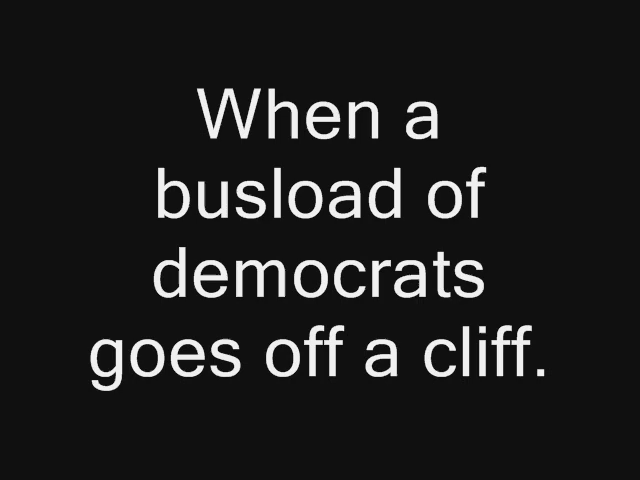 When a
busload of
democrats
goes off a cliff.